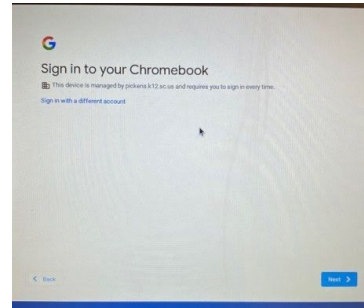 Sign in to your Chromebook
This device is managed by pickens.k12.sc.us and requires you to sign in every time.
Sign in with a different account
Back
Next